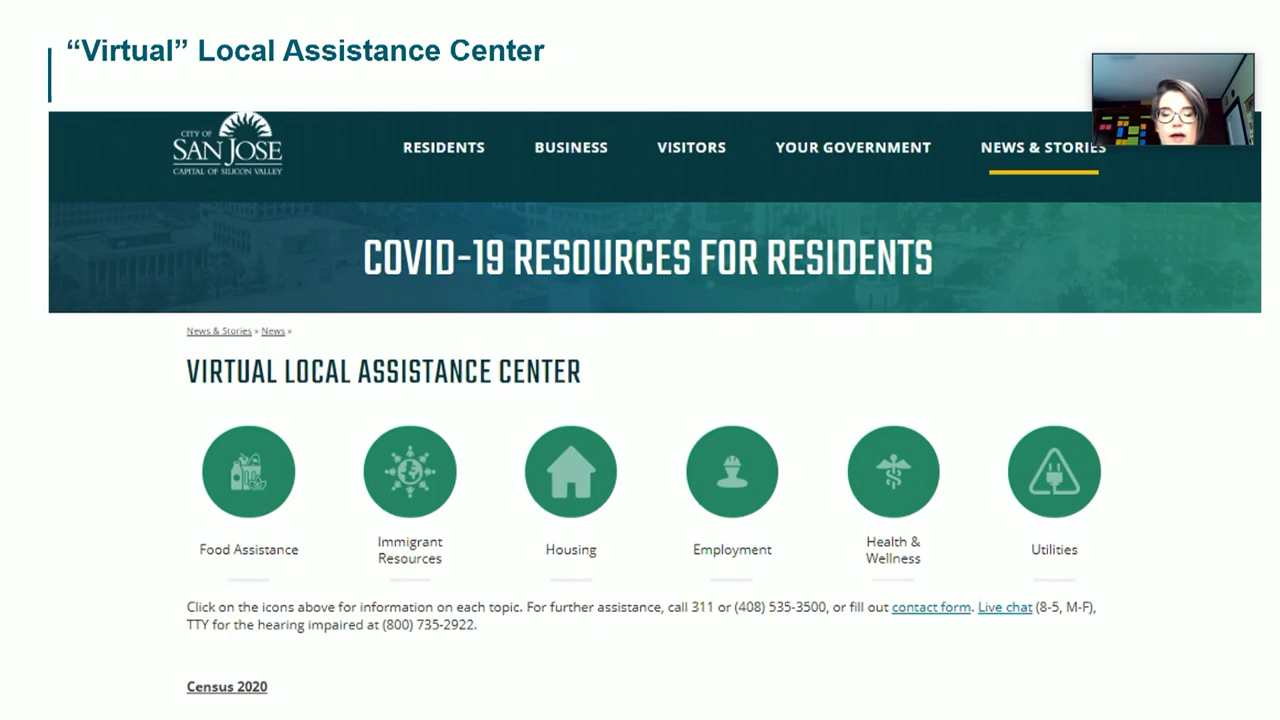 “Virtual” Local Assistance Center
CITY OF
SAN JOSE
CAPITAL OF SILICON VALLEY
RESIDENTS
BUSINESS
VISITORS
YOUR GOVERNMENT
NEWS & STORIES
COVID-19 RESOURCES FOR RESIDENTS
News & Stories » News »
VIRTUAL LOCAL ASSISTANCE CENTER
Food Assistance
Immigrant
Resources
Housing
Employment
Health &
Wellness
Utilities
Click on the icons above for information on each topic. For further assistance, call 311 or (408) 535-3500, or fill out contact form. Live chat (8-5, M-F),
TTY for the hearing impaired at (800) 735-2922.
Census 2020